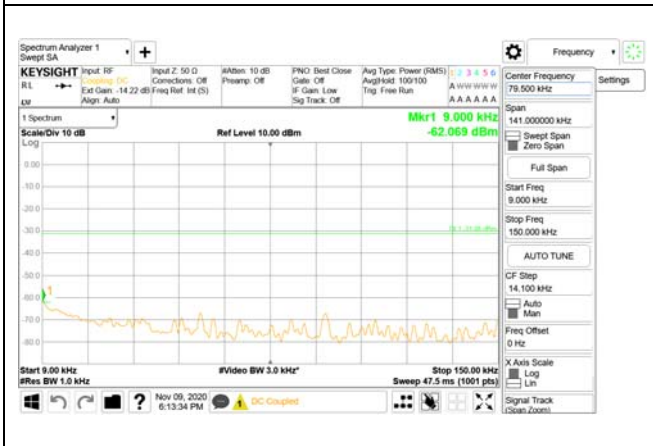 Spectrum Analyzer 1
Swept SA
+
Frequency
KEYSIGHT
Input: RF
Coupling: DC
Ext Gain: -14.22 dB
Align: Auto
Input Z: 50 Ω
Corrections: Off
Freq Ref: Int (S)
#Atten: 10 dB
Preamp: Off
PNO: Best Close
Gate: Off
IF Gain: Low
Sig Track: Off
Avg Type: Power (RMS)
Avg|Hold: 100/100
Trig: Free Run
1 2 3 4 5 6
A W W W W W
A A A A A A
RL
1 Spectrum
Mkr1 9.000 kHz
-62.069 dBm
Scale/Div 10 dB
Ref Level 10.00 dBm
Log
0.00
-10.0
-20.0
-30.0
-40.0
-50.0
-60.0
-70.0
-80.0
1
Start 9.00 kHz
#Video BW 3.0 kHz*
Stop 150.00 kHz
#Res BW 1.0 kHz
Sweep 47.5 ms (1001 pts)
?
Nov 09, 2020
6:13:34 PM
DC Coupled
Center Frequency
79.500 kHz
Settings
Span
141.000000 kHz
Swept Span
Zero Span
Full Span
Start Freq
9.000 kHz
Stop Freq
150.000 kHz
AUTO TUNE
CF Step
14.100 kHz
Auto
Man
Freq Offset
0 Hz
X Axis Scale
Log
Lin
Signal Track
(Span Zoom)